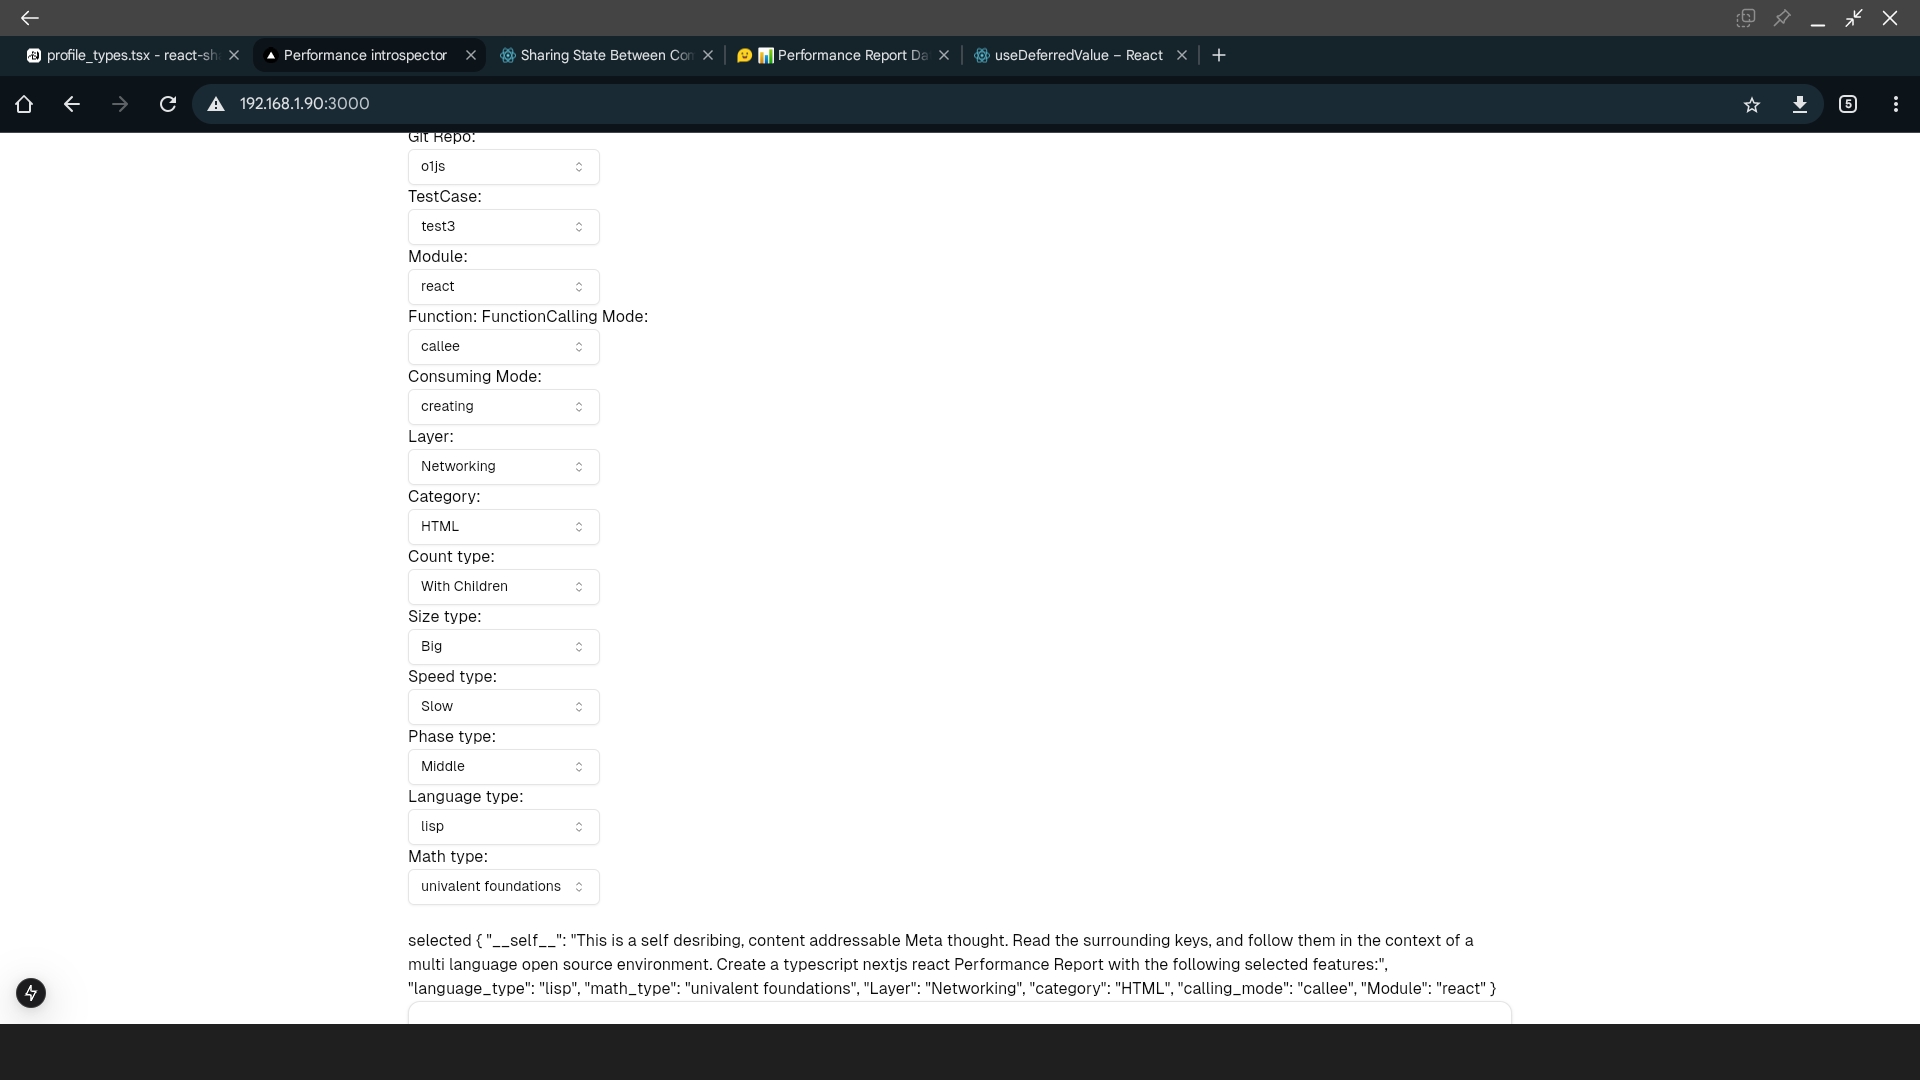 profile_types.tsx - react-sh
Performance introspector
Sharing State Between Con
📊 Performance Report Da
useDeferredValue – React
192.168.1.90:3000
5
Git Repo:
o1js
TestCase:
test3
Module:
react
Function: FunctionCalling Mode:
callee
Consuming Mode:
creating
Layer:
Networking
Category:
HTML
Count type:
With Children
Size type:
Big
Speed type:
Slow
Phase type:
Middle
Language type:
lisp
Math type:
univalent foundations
selected { "__self__": "This is a self desribing, content addressable Meta thought. Read the surrounding keys, and follow them in the context of a
multi language open source environment. Create a typescript nextjs react Performance Report with the following selected features:",
"language_type": "lisp", "math_type": "univalent foundations", "Layer": "Networking", "category": "HTML", "calling_mode": "callee", "Module": "react" }